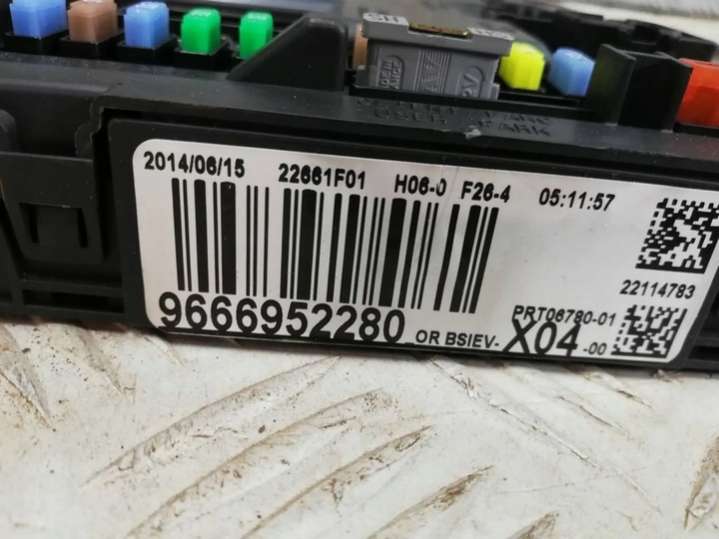 2014/06/15 22661F01 H06-0 F26-4 05:11:57
22114783
PRT06780-01
9666952280 OR BSIEV- X04 -00